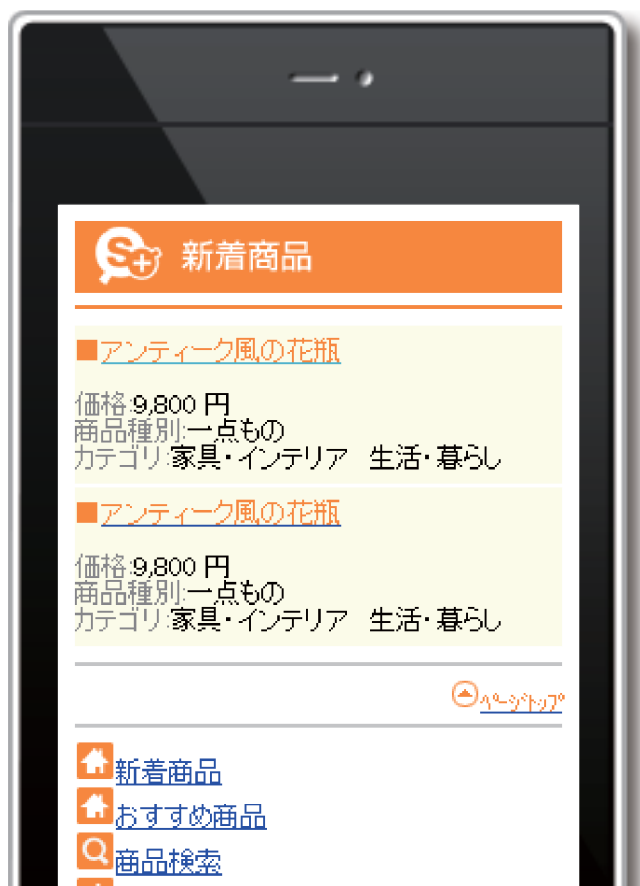 S+ 新着商品
■アンティーク風の花瓶
価格:9,800 円
商品種別:一点もの
カテゴリ:家具・インテリア　生活・暮らし
■アンティーク風の花瓶
価格:9,800 円
商品種別:一点もの
カテゴリ:家具・インテリア　生活・暮らし
ﾍﾟｰｼﾞﾄｯﾌﾟ
新着商品
おすすめ商品
商品検索